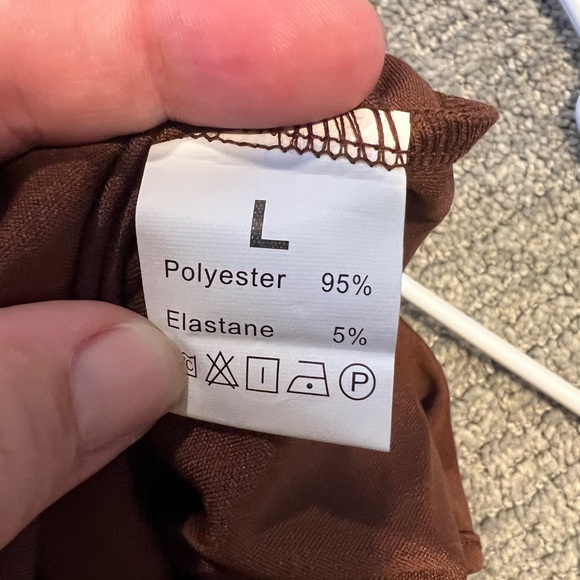 L
Polyester 95%
Elastane 5%
P